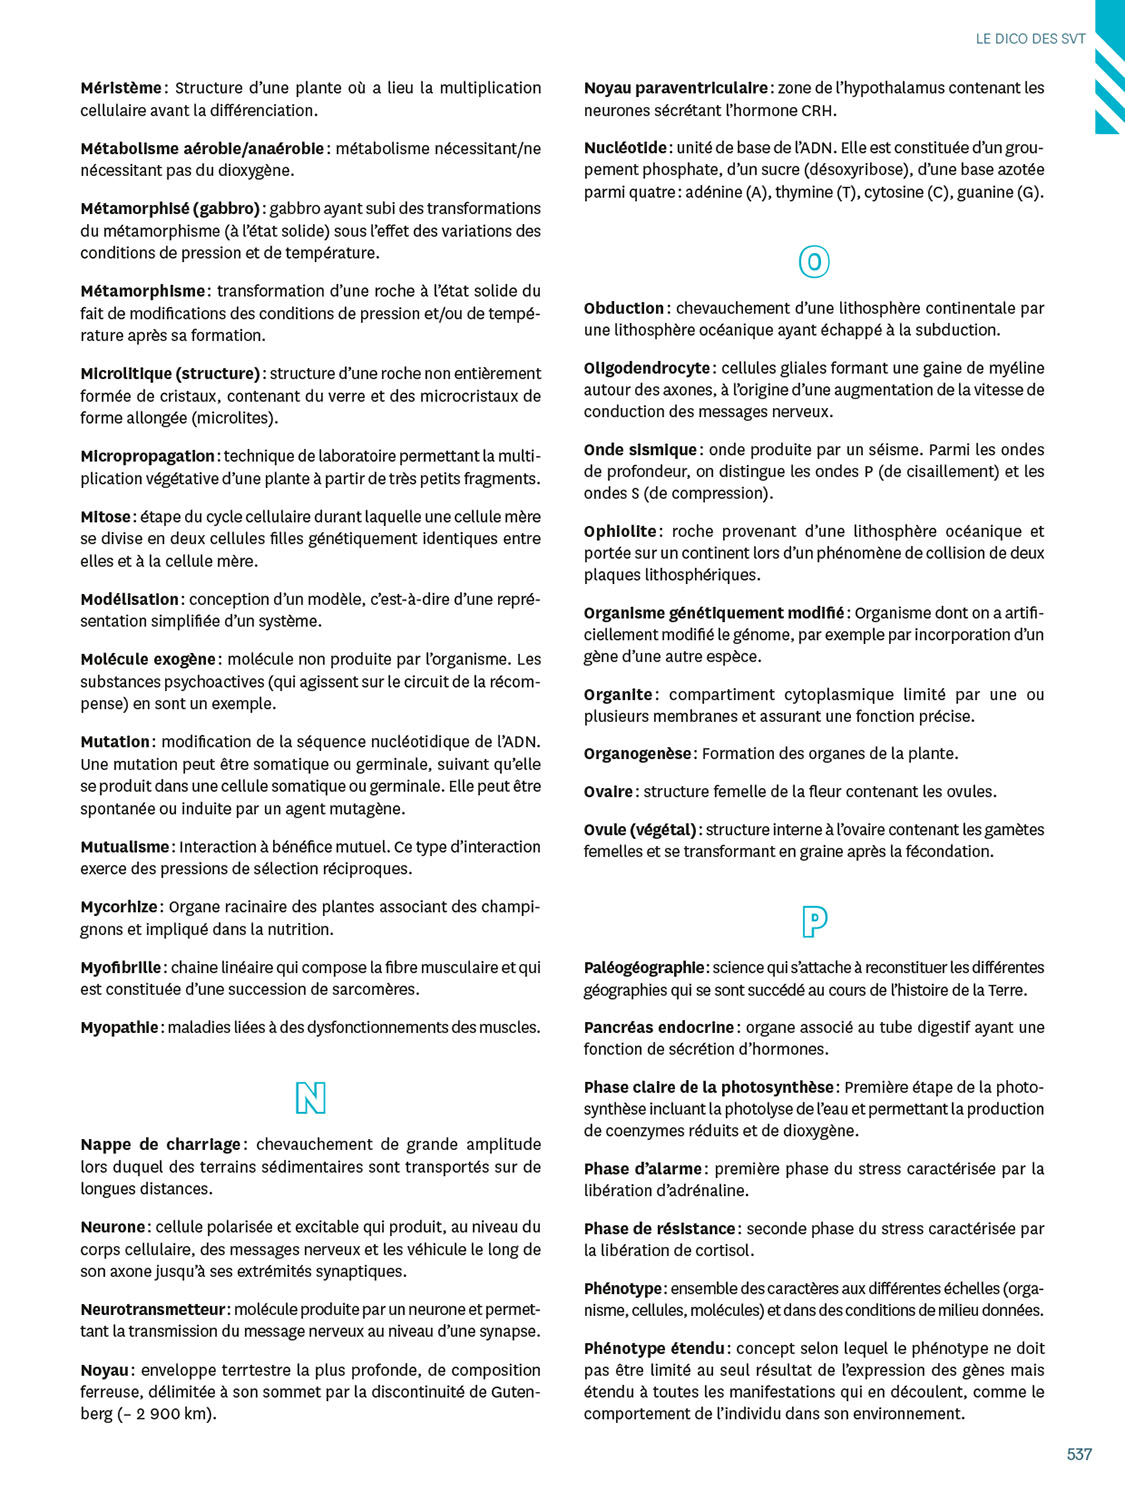 LE DICO DES SVT
Méristème : Structure d’une plante où a lieu la multiplication
cellulaire avant la différenciation.
Métabolisme aérobie/anaérobie : métabolisme nécessitant/ne
nécessitant pas du dioxygène.
Métamorphisé (gabbro) : gabbro ayant subi des transformations
du métamorphisme (à l’état solide) sous l’effet des variations des
conditions de pression et de température.
Métamorphisme : transformation d’une roche à l’état solide du
fait de modifications des conditions de pression et/ou de tempé-
rature après sa formation.
Microlitique (structure) : structure d’une roche non entièrement
formée de cristaux, contenant du verre et des microcristaux de
forme allongée (microlites).
Micropropagation : technique de laboratoire permettant la multi-
plication végétative d’une plante à partir de très petits fragments.
Mitose : étape du cycle cellulaire durant laquelle une cellule mère
se divise en deux cellules filles génétiquement identiques entre
elles et à la cellule mère.
Modélisation : conception d’un modèle, c’est-à-dire d’une repré-
sentation simplifiée d’un système.
Molécule exogène : molécule non produite par l’organisme. Les
substances psychoactives (qui agissent sur le circuit de la récom-
pense) en sont un exemple.
Mutation : modification de la séquence nucléotidique de l’ADN.
Une mutation peut être somatique ou germinale, suivant qu’elle
se produit dans une cellule somatique ou germinale. Elle peut être
spontanée ou induite par un agent mutagène.
Mutualisme : Interaction à bénéfice mutuel. Ce type d’interaction
exerce des pressions de sélection réciproques.
Mycorhize : Organe racinaire des plantes associant des champi-
gnons et impliqué dans la nutrition.
Myofibrille : chaine linéaire qui compose la fibre musculaire et qui
est constituée d’une succession de sarcomères.
Myopathie : maladies liées à des dysfonctionnements des muscles.
N
Nappe de charriage : chevauchement de grande amplitude
lors duquel des terrains sédimentaires sont transportés sur de
longues distances.
Neurone : cellule polarisée et excitable qui produit, au niveau du
corps cellulaire, des messages nerveux et les véhicule le long de
son axone jusqu’à ses extrémités synaptiques.
Neurotransmetteur : molécule produite par un neurone et permet-
tant la transmission du message nerveux au niveau d’une synapse.
Noyau : enveloppe terrtestre la plus profonde, de composition
ferreuse, délimitée à son sommet par la discontinuité de Guten-
berg (– 2 900 km).
Noyau paraventriculaire : zone de l’hypothalamus contenant les
neurones sécrétant l’hormone CRH.
Nucléotide : unité de base de l’ADN. Elle est constituée d’un grou-
pement phosphate, d’un sucre (désoxyribose), d’une base azotée
parmi quatre : adénine (A), thymine (T), cytosine (C), guanine (G).
O
Obduction : chevauchement d’une lithosphère continentale par
une lithosphère océanique ayant échappé à la subduction.
Oligodendrocyte : cellules gliales formant une gaine de myéline
autour des axones, à l’origine d’une augmentation de la vitesse de
conduction des messages nerveux.
Onde sismique : onde produite par un séisme. Parmi les ondes
de profondeur, on distingue les ondes P (de cisaillement) et les
ondes S (de compression).
Ophiolite : roche provenant d’une lithosphère océanique et
portée sur un continent lors d’un phénomène de collision de deux
plaques lithosphériques.
Organisme génétiquement modifié : Organisme dont on a artifi-
ciellement modifié le génome, par exemple par incorporation d’un
gène d’une autre espèce.
Organite : compartiment cytoplasmique limité par une ou
plusieurs membranes et assurant une fonction précise.
Organogenèse : Formation des organes de la plante.
Ovaire : structure femelle de la fleur contenant les ovules.
Ovule (végétal) : structure interne à l’ovaire contenant les gamètes
femelles et se transformant en graine après la fécondation.
P
Paléogéographie : science qui s’attache à reconstituer les différentes
géographies qui se sont succédé au cours de l’histoire de la Terre.
Pancréas endocrine : organe associé au tube digestif ayant une
fonction de sécrétion d’hormones.
Phase claire de la photosynthèse : Première étape de la photo-
synthèse incluant la photolyse de l’eau et permettant la production
de coenzymes réduits et de dioxygène.
Phase d’alarme : première phase du stress caractérisée par la
libération d’adrénaline.
Phase de résistance : seconde phase du stress caractérisée par
la libération de cortisol.
Phénotype : ensemble des caractères aux différentes échelles (orga-
nisme, cellules, molécules) et dans des conditions de milieu données.
Phénotype étendu : concept selon lequel le phénotype ne doit
pas être limité au seul résultat de l’expression des gènes mais
étendu à toutes les manifestations qui en découlent, comme le
comportement de l’individu dans son environnement.
537